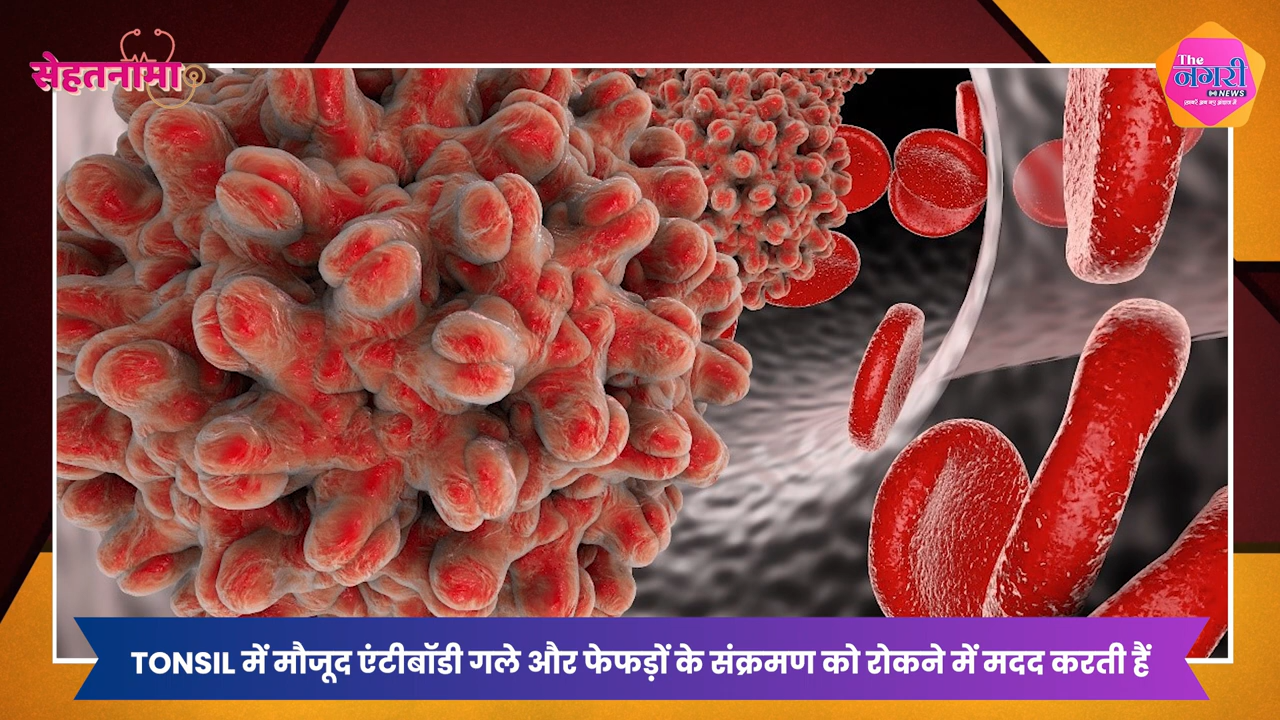 सेहतनामा
The
नगरी
NEWS
TONSIL में मौजूद एंटीबॉडी गले और फेफड़ों के संक्रमण को रोकने में मदद करती हैं